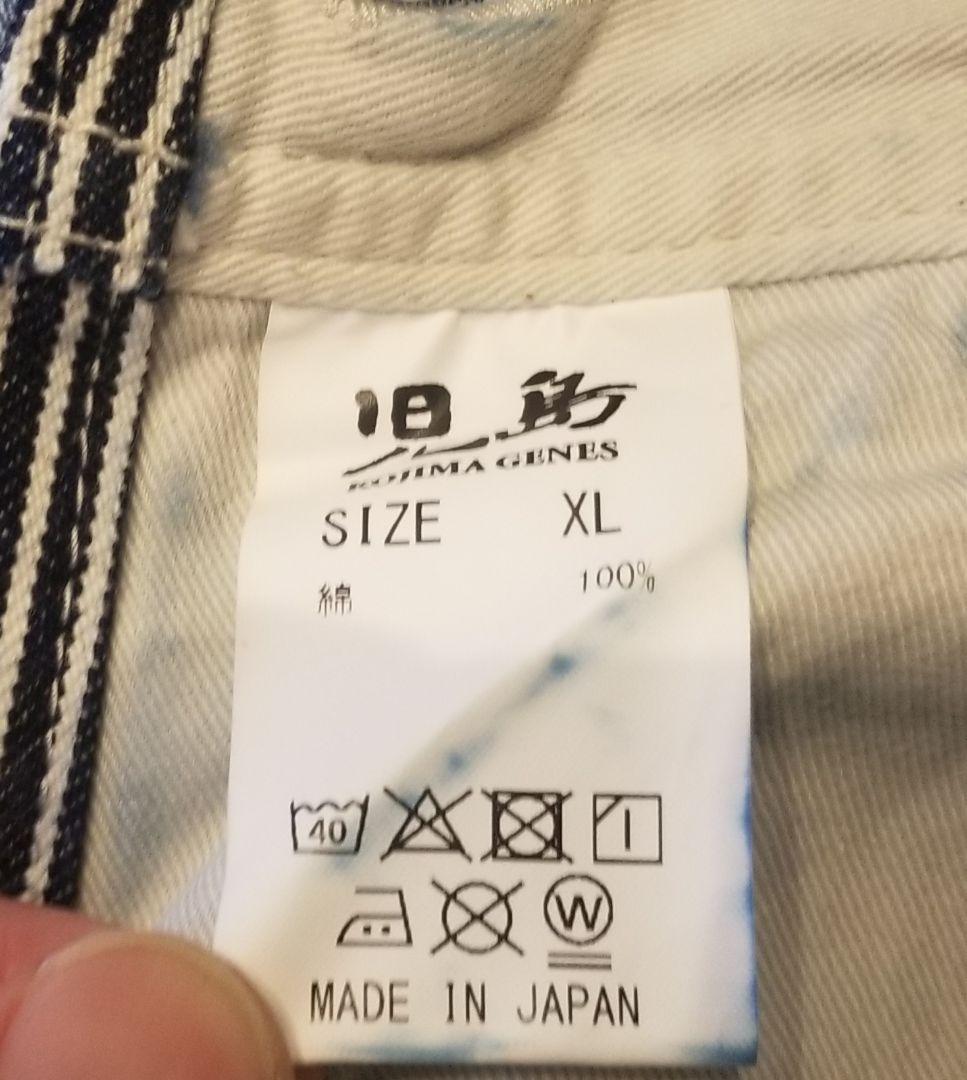 児島
KOJIMA GENES
SIZE XL
綿 100%
40
W
MADE IN JAPAN